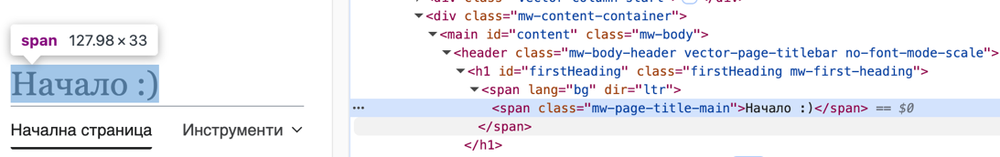 <div class="mw-content-container">
span 127.98 × 33
<main id="content" class="mw-body">
<header class="mw-body-header vector-page-titlebar no-font-mode-scale">
<h1 id="firstHeading" class="firstHeading mw-first-heading">
Начало :)
<span lang="bg" dir="ltr">
<span class="mw-page-title-main">Начало :)</span> == $0
</span>
</h1>
Начална страница
Инструменти